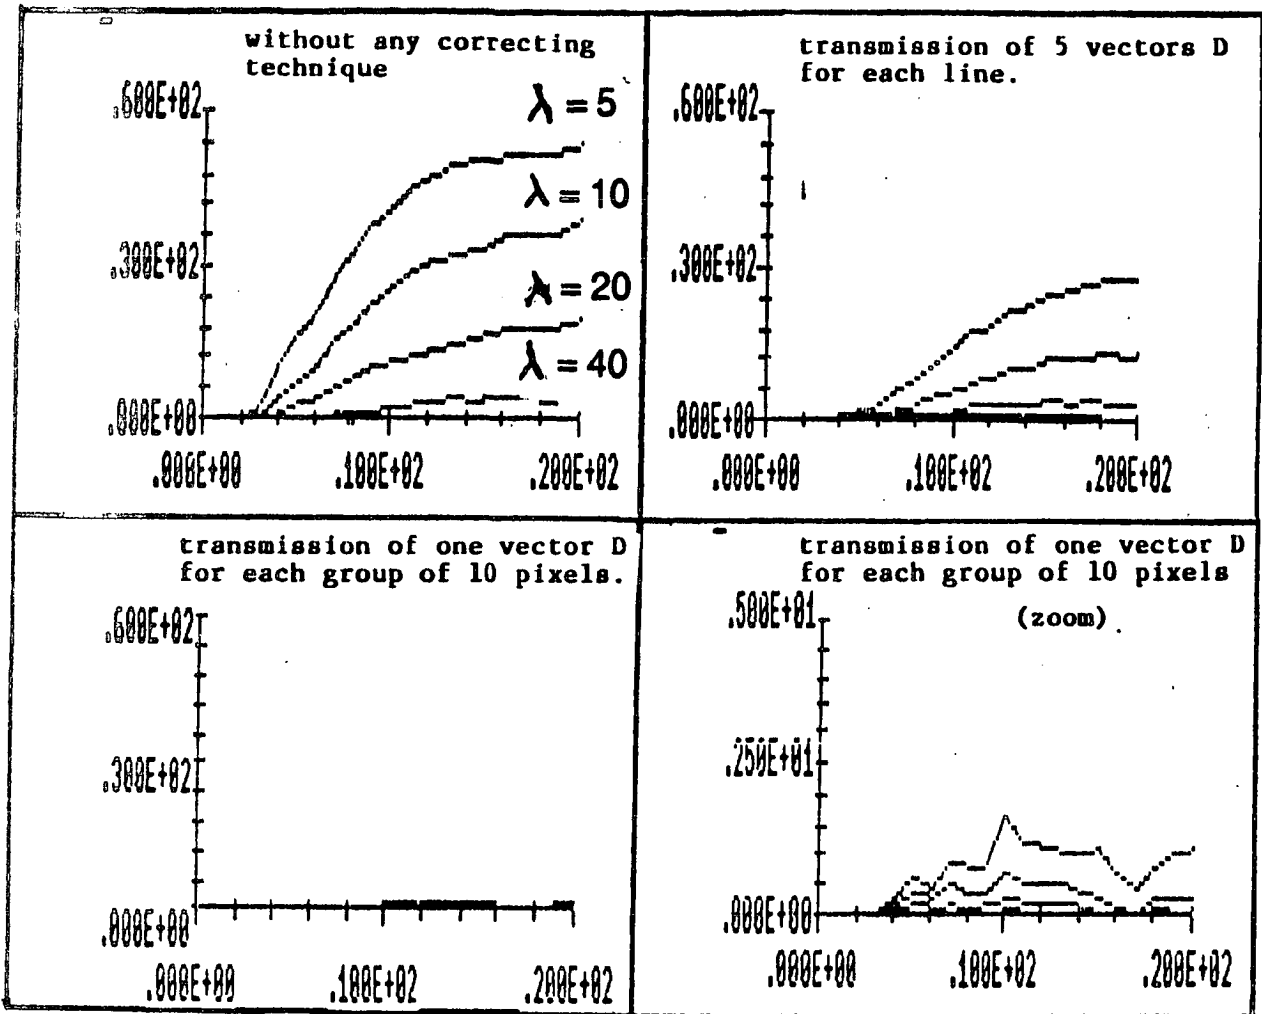 without any correcting
technique
.600E+02
λ = 5
λ = 10
.300E+02
λ = 20
λ = 40
.000E+00
.000E+00 .100E+02 .200E+02
transmission of 5 vectors D
for each line.
.600E+02
.300E+02
.000E+00
.000E+00 .100E+02 .200E+02
transmission of one vector D
for each group of 10 pixels.
.600E+02
.300E+02
.000E+00
.000E+00 .100E+02 .200E+02
transmission of one vector D
for each group of 10 pixels
(zoom)
.500E+01
.250E+01
.000E+00
.000E+00 .100E+02 .200E+02